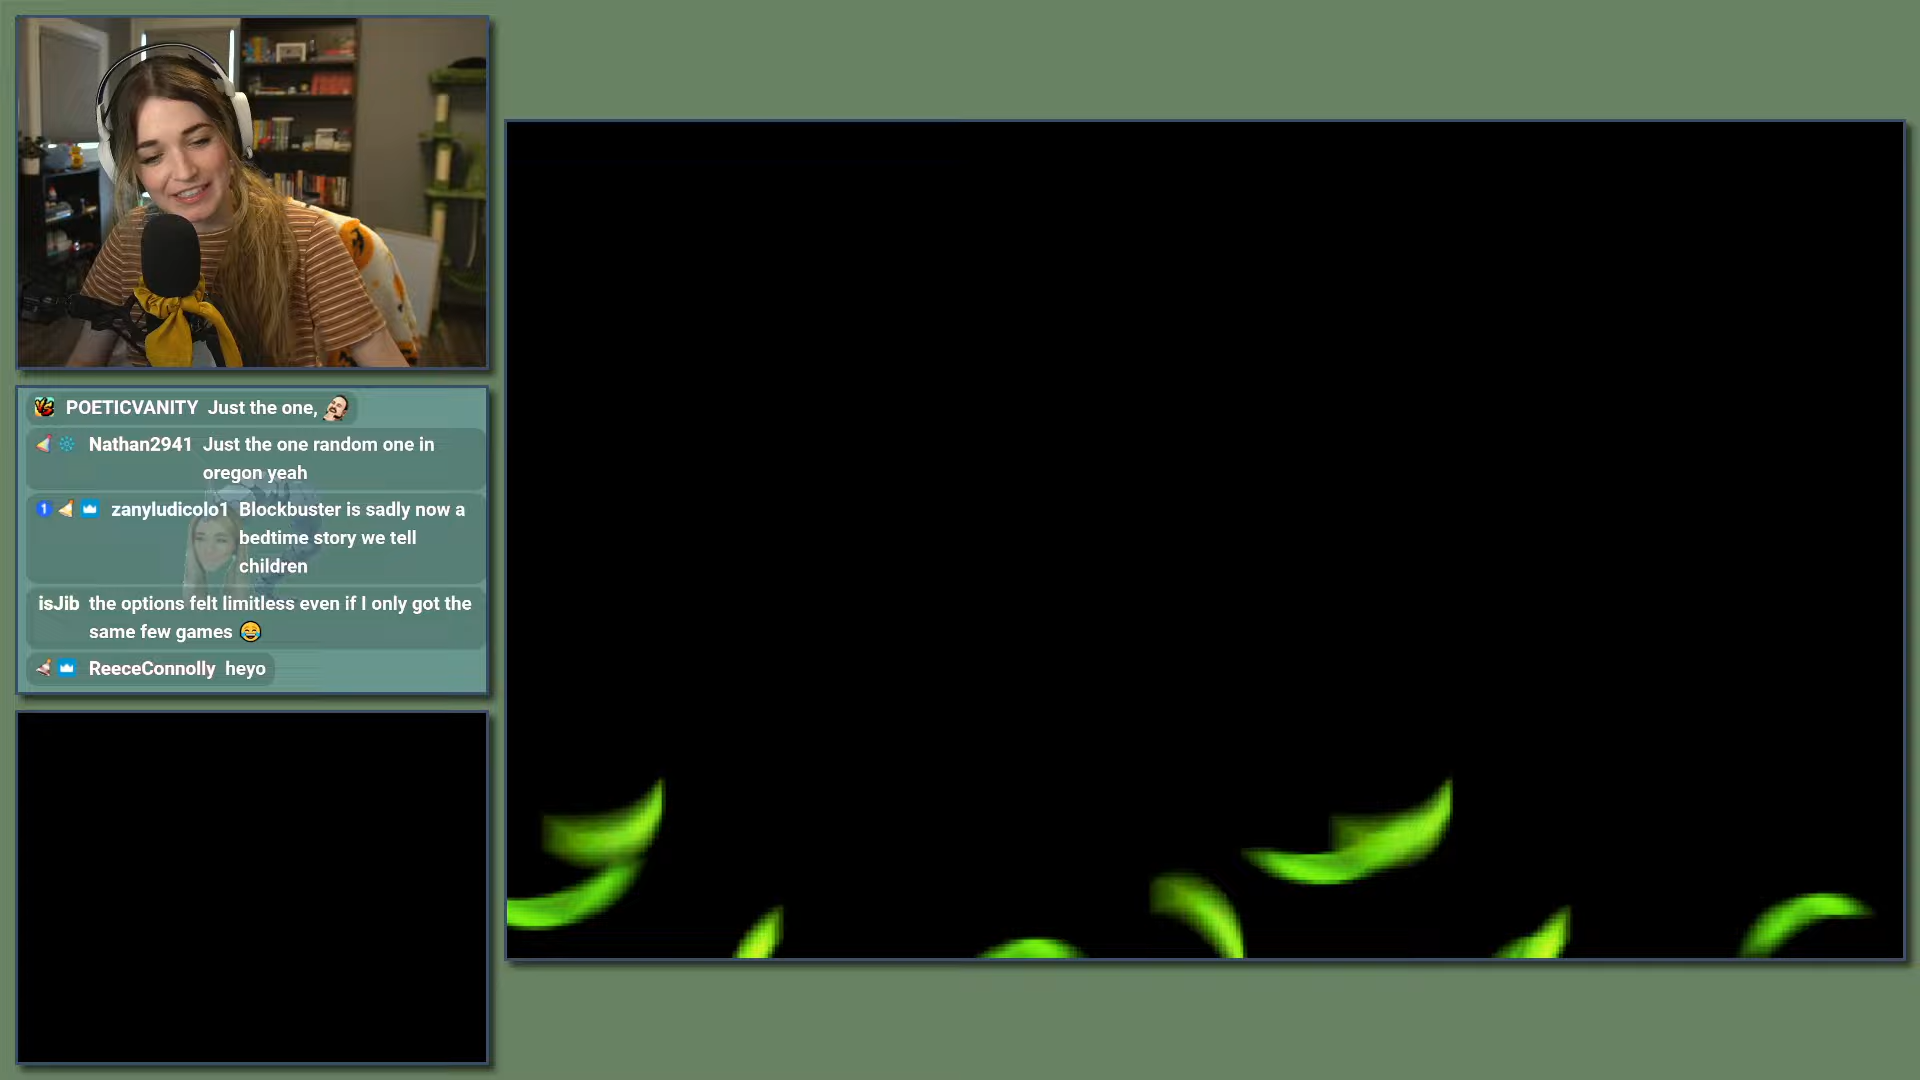 POETICVANITY Just the one,
Nathan2941 Just the one random one in
oregon yeah
1 zanyludicolo1 Blockbuster is sadly now a
bedtime story we tell
children
isJib the options felt limitless even if I only got the
same few games 😂
ReeceConnolly heyo